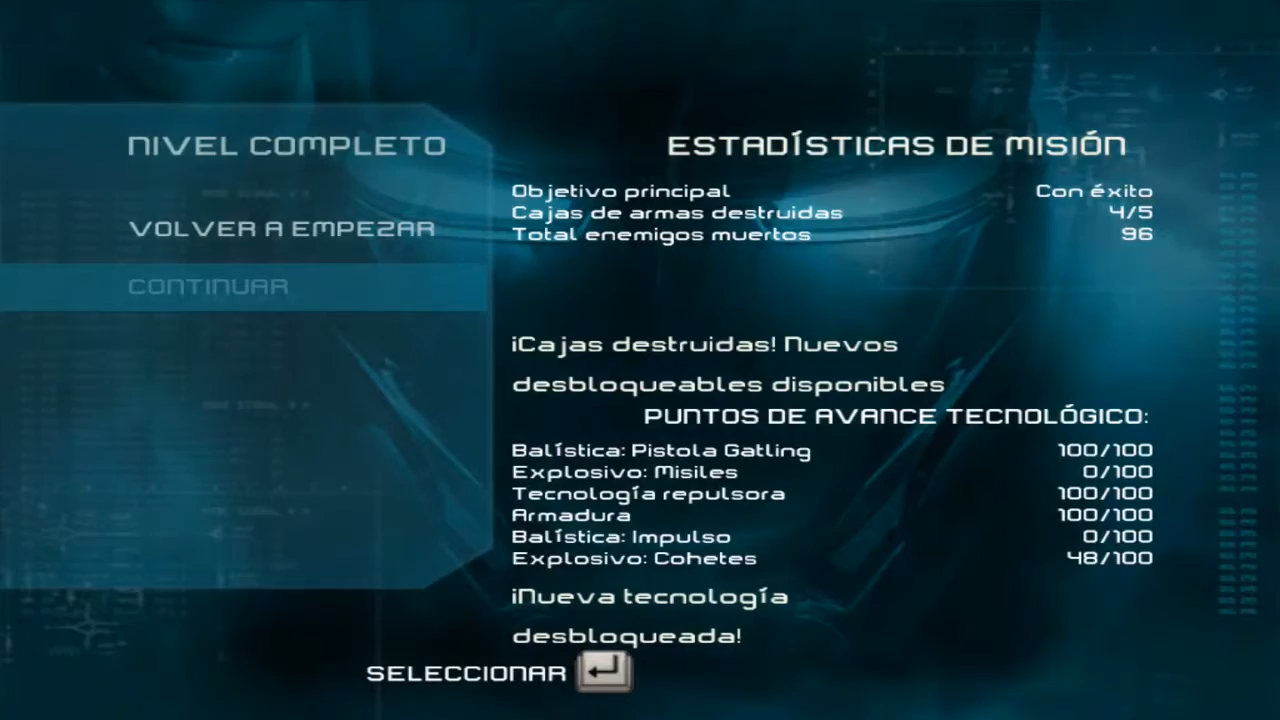 NIVEL COMPLETO
VOLVER A EMPEZAR
CONTINUAR
ESTADÍSTICAS DE MISIÓN
Objetivo principal Con éxito
Cajas de armas destruidas 4/5
Total enemigos muertos 96
¡Cajas destruidas! Nuevos
desbloqueables disponibles
PUNTOS DE AVANCE TECNOLÓGICO:
Balística: Pistola Gatling 100/100
Explosivo: Misiles 0/100
Tecnología repulsora 100/100
Armadura 100/100
Balística: Impulso 0/100
Explosivo: Cohetes 48/100
¡Nueva tecnología
desbloqueada!
SELECCIONAR